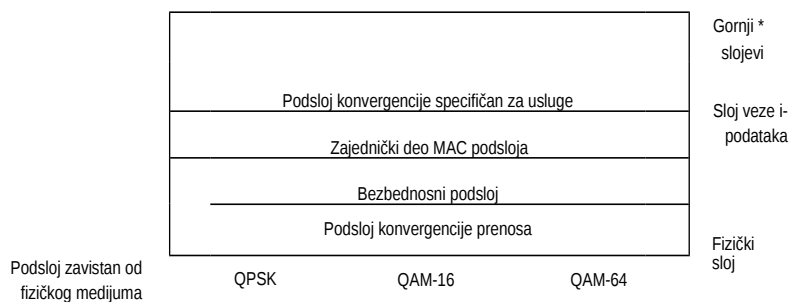 Gornji *
slojevi
Podsloj konvergencije specifičan za usluge
Sloj veze i-
podataka
Zajednički deo MAC podsloja
Bezbednosni podsloj
Podsloj konvergencije prenosa
Fizički
sloj
Podsloj zavistan od
fizičkog medijuma
QPSK
QAM-16
QAM-64